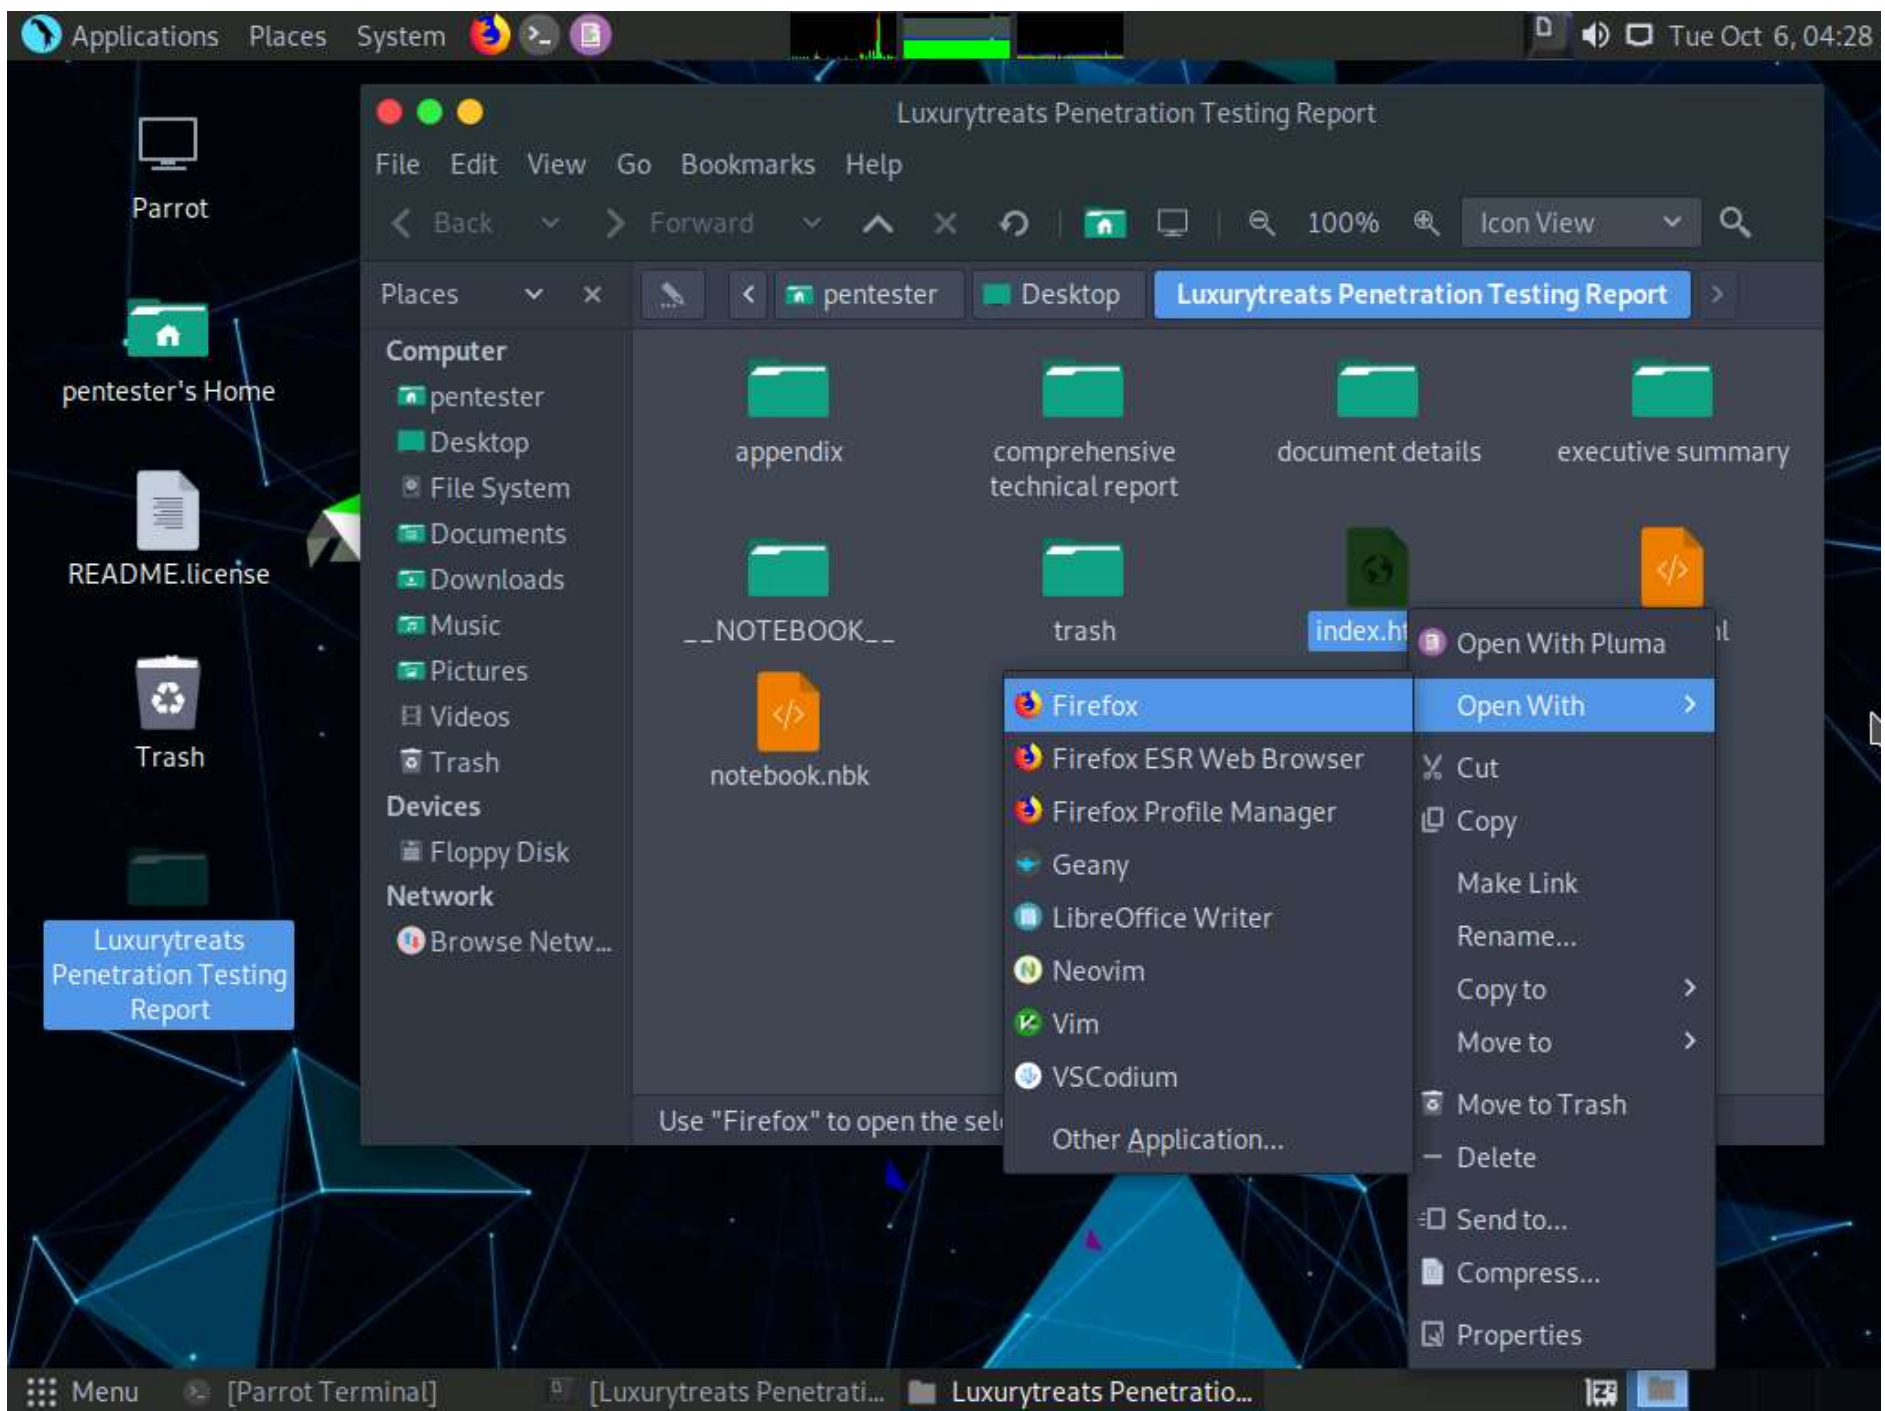 Applications Places System Tue Oct 6, 04:28
Luxurytreats Penetration Testing Report
File Edit View Go Bookmarks Help
Back Forward 100% Icon View
Places pentester Desktop Luxurytreats Penetration Testing Report
Parrot
pentester's Home
README.license
Trash
Luxurytreats
Penetration Testing
Report
Computer
pentester
Desktop
File System
Documents
Downloads
Music
Pictures
Videos
Trash
Devices
Floppy Disk
Network
Browse Netw...
appendix
comprehensive
technical report
document details
executive summary
__NOTEBOOK__
trash
index.ht
notebook.nbk
Use "Firefox" to open the sel
Firefox
Firefox ESR Web Browser
Firefox Profile Manager
Geany
LibreOffice Writer
Neovim
Vim
VSCodium
Other Application...
Open With Pluma
Open With
Cut
Copy
Make Link
Rename...
Copy to
Move to
Move to Trash
Delete
Send to...
Compress...
Properties
Menu [Parrot Terminal] [Luxurytreats Penetrati... Luxurytreats Penetratio...